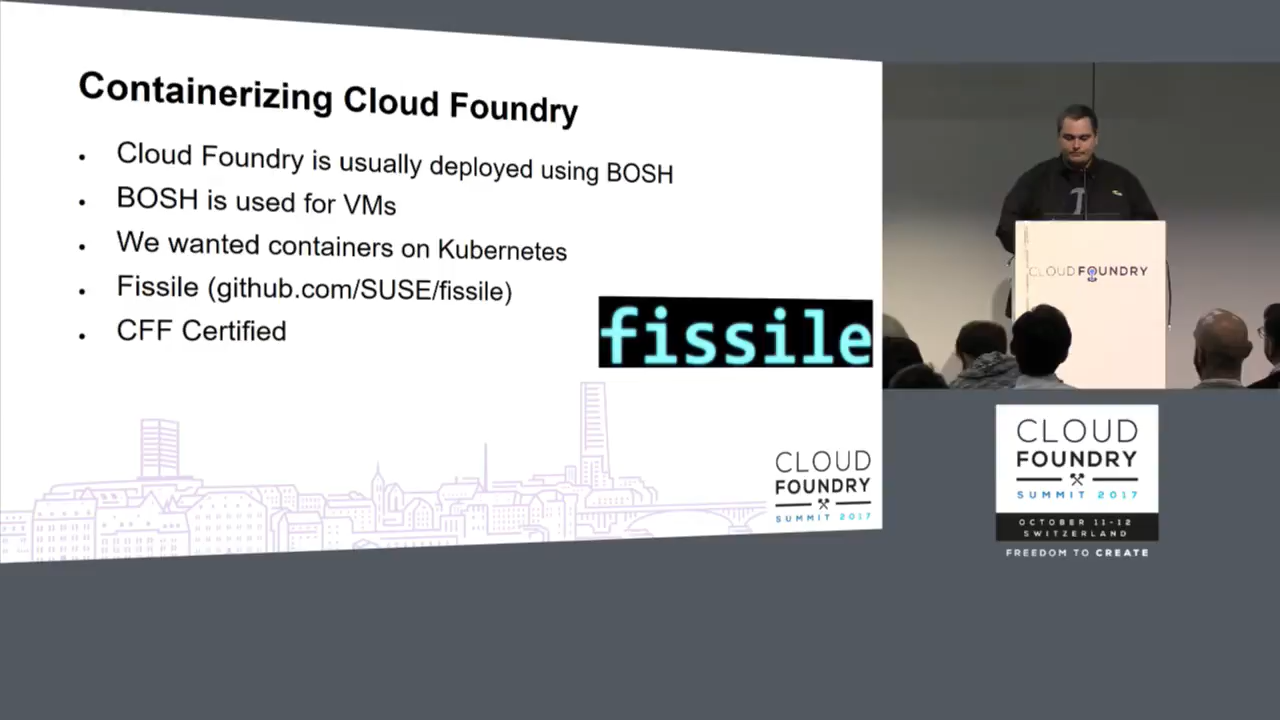 Containerizing Cloud Foundry
• Cloud Foundry is usually deployed using BOSH
• BOSH is used for VMs
• We wanted containers on Kubernetes
• Fissile (github.com/SUSE/fissile)
• CFF Certified
fissile
CLOUD
FOUNDRY
SUMMIT 2017
CLOUD FOUNDRY
CLOUD
FOUNDRY
SUMMIT 2017
OCTOBER 11-12
SWITZERLAND
FREEDOM TO CREATE